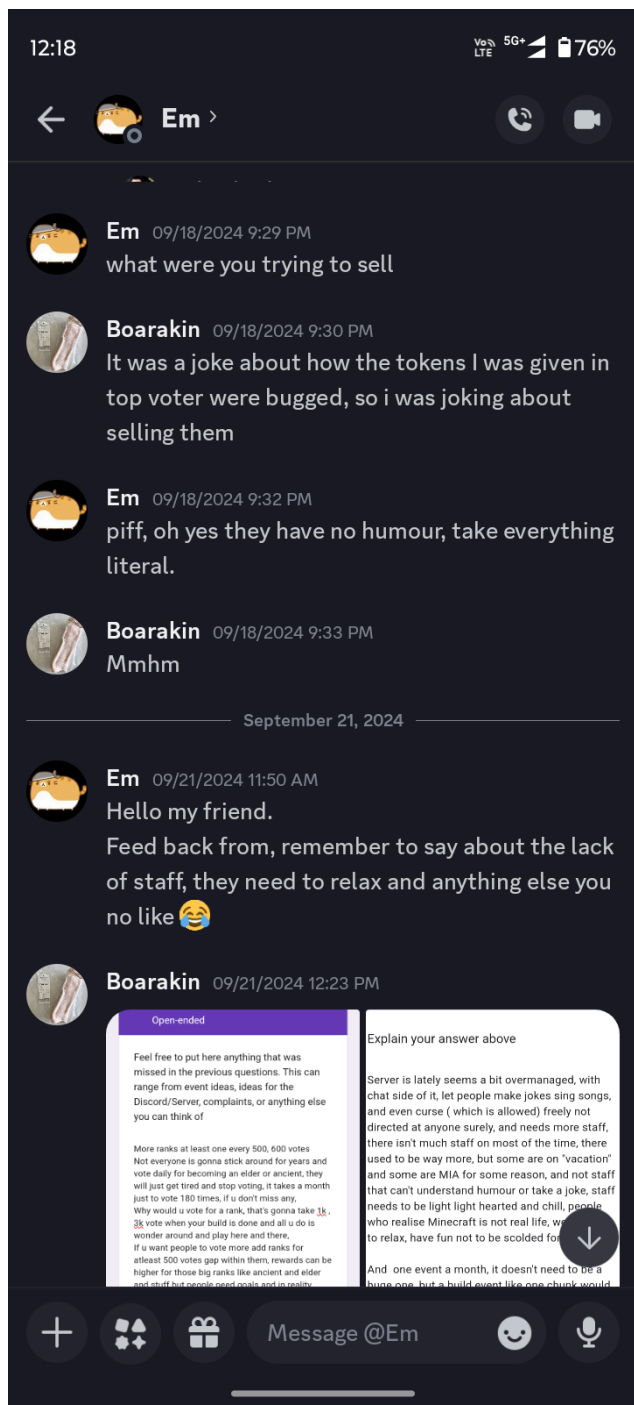 12:18
Vo LTE 5G+ 76%
Em
Em 09/18/2024 9:29 PM
what were you trying to sell
Boarakin 09/18/2024 9:30 PM
It was a joke about how the tokens I was given in
top voter were bugged, so i was joking about
selling them
Em 09/18/2024 9:32 PM
piff, oh yes they have no humour, take everything
literal.
Boarakin 09/18/2024 9:33 PM
Mmhm
September 21, 2024
Em 09/21/2024 11:50 AM
Hello my friend.
Feed back from, remember to say about the lack
of staff, they need to relax and anything else you
no like 😂
Boarakin 09/21/2024 12:23 PM
Open-ended
Feel free to put here anything that was
missed in the previous questions. This can
range from event ideas, ideas for the
Discord/Server, complaints, or anything else
you can think of
More ranks at least one every 500, 600 votes
Not everyone is gonna stick around for years and
vote daily for becoming an elder or ancient, they
will just get tired and stop voting, it takes a month
just to vote 180 times, if u don't miss any,
Why would u vote for a rank, that's gonna take 1k ,
3k vote when your build is done and all u do is
wonder around and play here and there,
If u want people to vote more add ranks for
atleast 500 votes gap within them, rewards can be
higher for those big ranks like ancient and elder
and stuff but people need goals and in reality
Explain your answer above
Server is lately seems a bit overmanaged, with
chat side of it, let people make jokes sing songs,
and even curse ( which is allowed) freely not
directed at anyone surely, and needs more staff,
there isn't much staff on most of the time, there
used to be way more, but some are on "vacation"
and some are MIA for some reason, and not staff
that can't understand humour or take a joke, staff
needs to be light light hearted and chill, people
who realise Minecraft is not real life, we
to relax, have fun not to be scolded for
And one event a month, it doesn't need to be a
huge one, but a build event like one chunk would
Message @Em